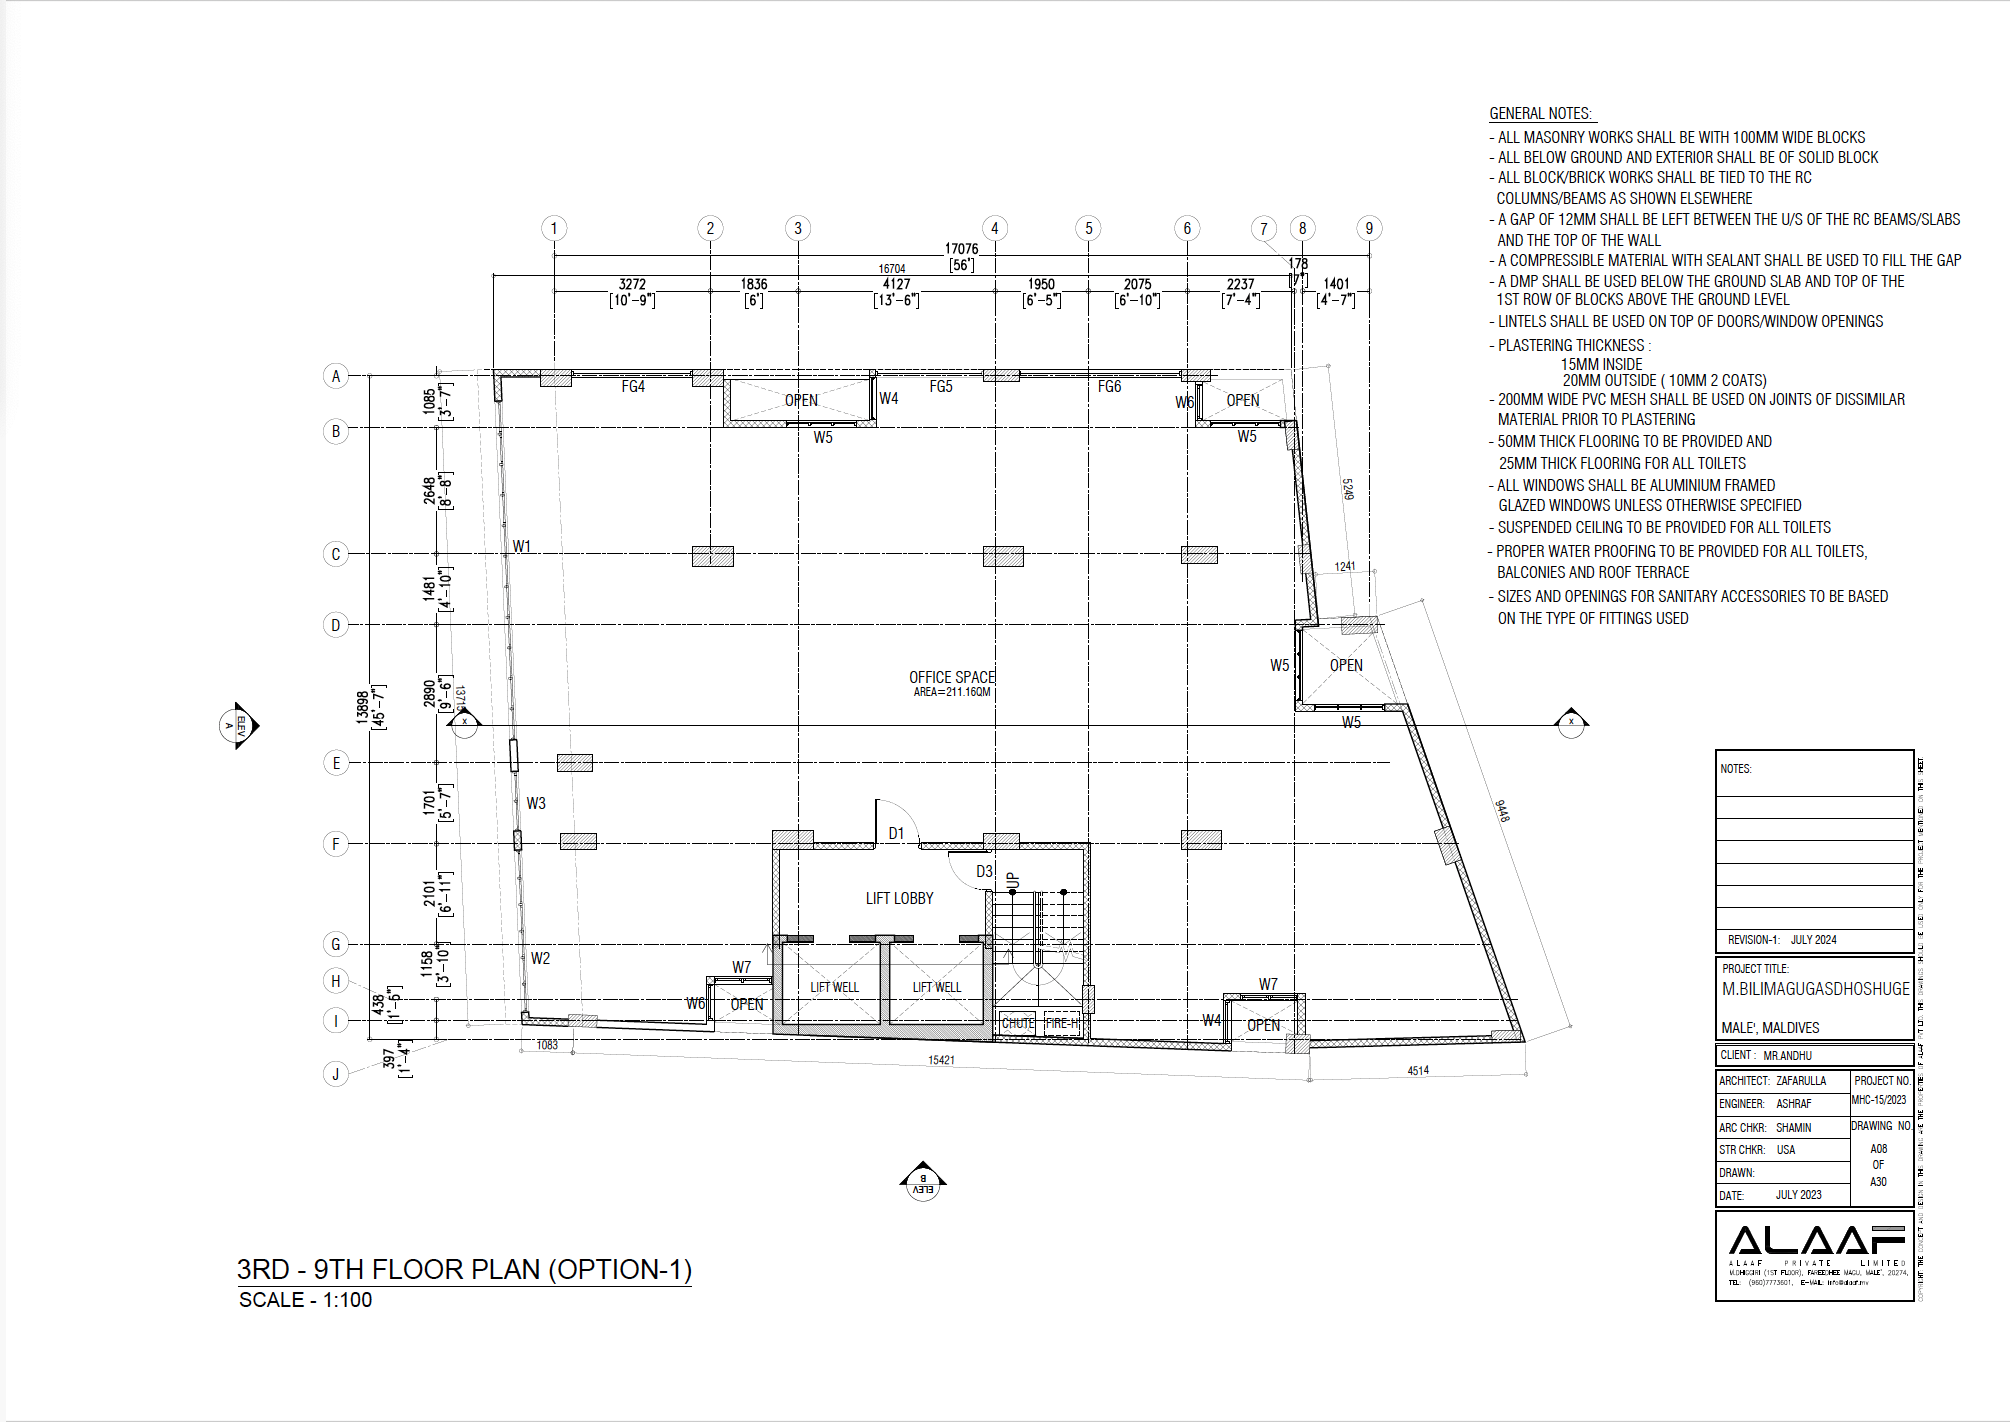 GENERAL NOTES:
- ALL MASONRY WORKS SHALL BE WITH 100MM WIDE BLOCKS
- ALL BELOW GROUND AND EXTERIOR SHALL BE OF SOLID BLOCK
- ALL BLOCK/BRICK WORKS SHALL BE TIED TO THE RC
COLUMNS/BEAMS AS SHOWN ELSEWHERE
- A GAP OF 12MM SHALL BE LEFT BETWEEN THE U/S OF THE RC BEAMS/SLABS
AND THE TOP OF THE WALL
- A COMPRESSIBLE MATERIAL WITH SEALANT SHALL BE USED TO FILL THE GAP
- A DMP SHALL BE USED BELOW THE GROUND SLAB AND TOP OF THE
1ST ROW OF BLOCKS ABOVE THE GROUND LEVEL
- LINTELS SHALL BE USED ON TOP OF DOORS/WINDOW OPENINGS
- PLASTERING THICKNESS :
15MM INSIDE
20MM OUTSIDE ( 10MM 2 COATS)
- 200MM WIDE PVC MESH SHALL BE USED ON JOINTS OF DISSIMILAR
MATERIAL PRIOR TO PLASTERING
- 50MM THICK FLOORING TO BE PROVIDED AND
25MM THICK FLOORING FOR ALL TOILETS
- ALL WINDOWS SHALL BE ALUMINIUM FRAMED
GLAZED WINDOWS UNLESS OTHERWISE SPECIFIED
- SUSPENDED CEILING TO BE PROVIDED FOR ALL TOILETS
- PROPER WATER PROOFING TO BE PROVIDED FOR ALL TOILETS,
BALCONIES AND ROOF TERRACE
- SIZES AND OPENINGS FOR SANITARY ACCESSORIES TO BE BASED
ON THE TYPE OF FITTINGS USED
1 2 3 4 5 6 7 8 9
17076
[56']
16704
178
[7"]
3272 1836 4127 1950 2075 2237 1401
[10'-9"] [6'] [13'-6"] [6'-5"] [6'-10"] [7'-4"] [4'-7"]
A
B
C
D
E
F
G
H
I
J
1085
[3'-7"]
2648
[8'-8"]
1481
[4'-10"]
2890
[9'-6"]
13715
13898
[45'-7"]
1701
[5'-7"]
2101
[6'-11"]
1158
[3'-10"]
438
[1'-5"]
397
[1'-4"]
FG4 FG5 FG6
OPEN W4 W6 OPEN
W5 W5
W1
5249
1241
OFFICE SPACE
AREA=211.16QM
W5 OPEN
W5
ELEV
A
X X
W3
9448
D1
D3
UP
LIFT LOBBY
W2
W7
LIFT WELL LIFT WELL
W6 OPEN
W7
CHUTE FIRE-H
W4 OPEN
1083
15421
4514
B
ELEV
3RD - 9TH FLOOR PLAN (OPTION-1)
SCALE - 1:100
NOTES:
REVISION-1: JULY 2024
PROJECT TITLE:
M.BILIMAGUGASDHOSHUGE
MALE', MALDIVES
CLIENT : MR.ANDHU
ARCHITECT: ZAFARULLA
ENGINEER: ASHRAF
ARC CHKR: SHAMIN
STR CHKR: USA
DRAWN:
DATE: JULY 2023
PROJECT NO.
MHC-15/2023
DRAWING NO.
A08
OF
A30
ALAAF
ALAAF PRIVATE LIMITED
M.DHIGGIRI (1ST FLOOR), FAREEDHEE MAGU, MALE', 20274,
TEL: (960)7773601, E-MAIL: info@alaaf.mv